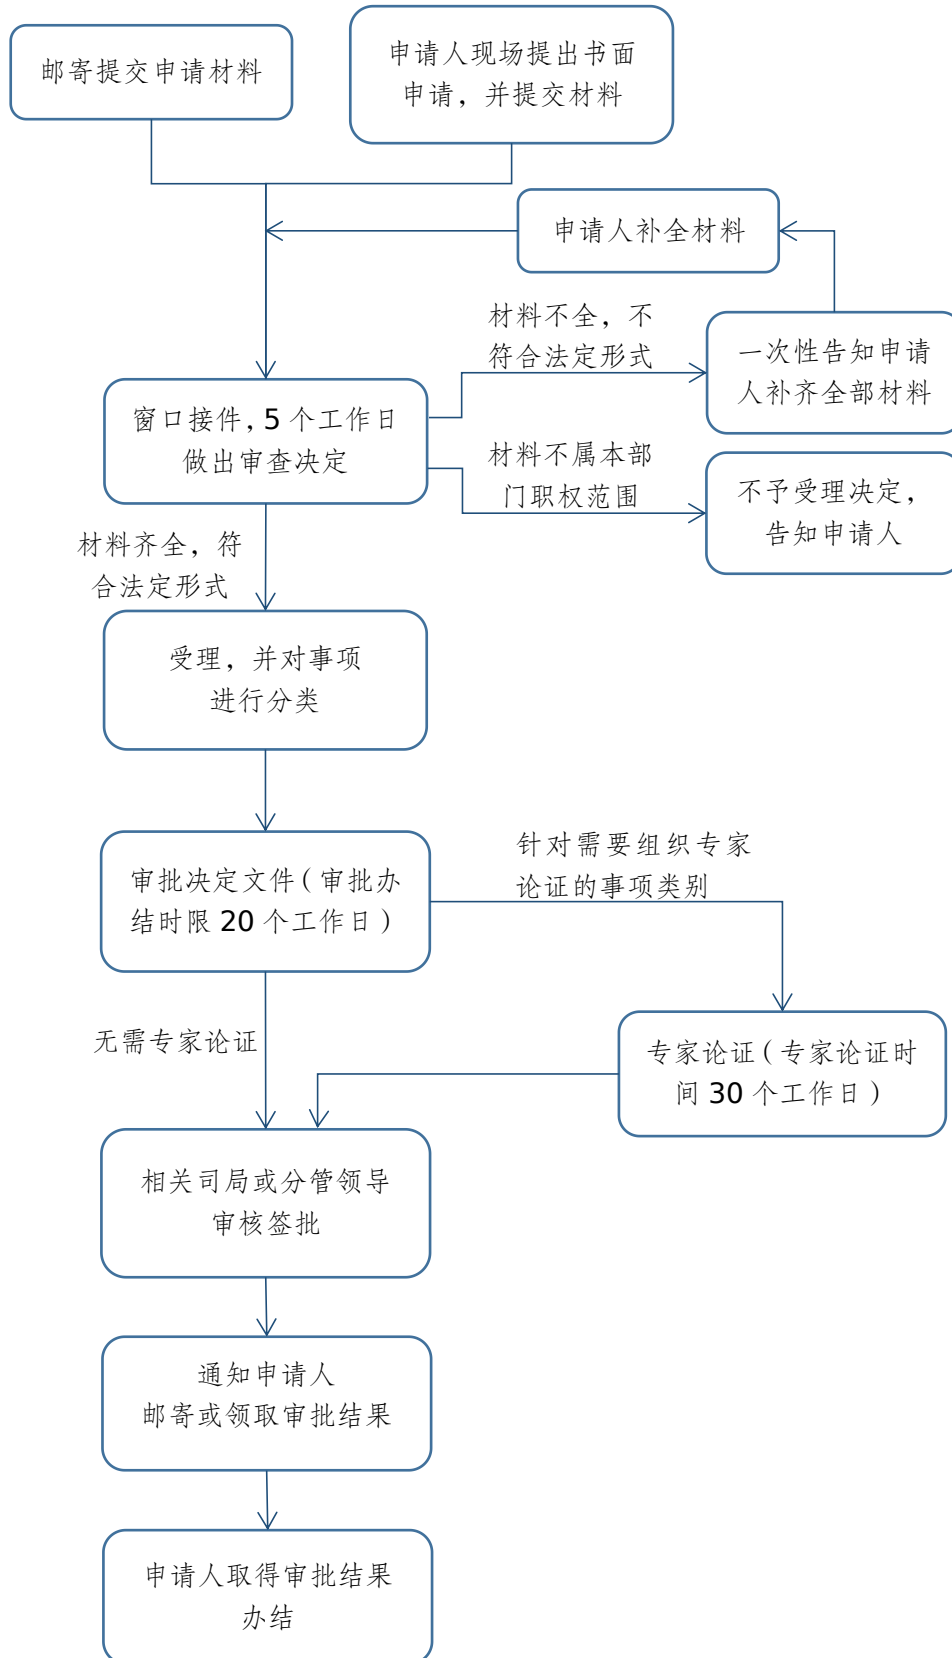 邮寄提交申请材料
申请人现场提出书面
申请，并提交材料
申请人补全材料
材料不全，不
符合法定形式
一次性告知申请
人补齐全部材料
窗口接件，5 个工作日
做出审查决定
材料不属本部
门职权范围
不予受理决定，
告知申请人
材料齐全，符
合法定形式
受理，并对事项
进行分类
审批决定文件（审批办
结时限 20 个工作日）
针对需要组织专家
论证的事项类别
无需专家论证
专家论证（专家论证时
间 30 个工作日）
相关司局或分管领导
审核签批
通知申请人
邮寄或领取审批结果
申请人取得审批结果
办结